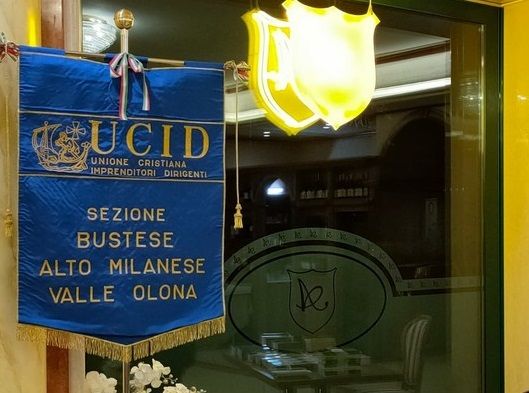 UCID
UNIONE CRISTIANA
IMPRENDITORI DIRIGENTI
SEZIONE
BUSTESE
ALTO MILANESE
VALLE OLONA